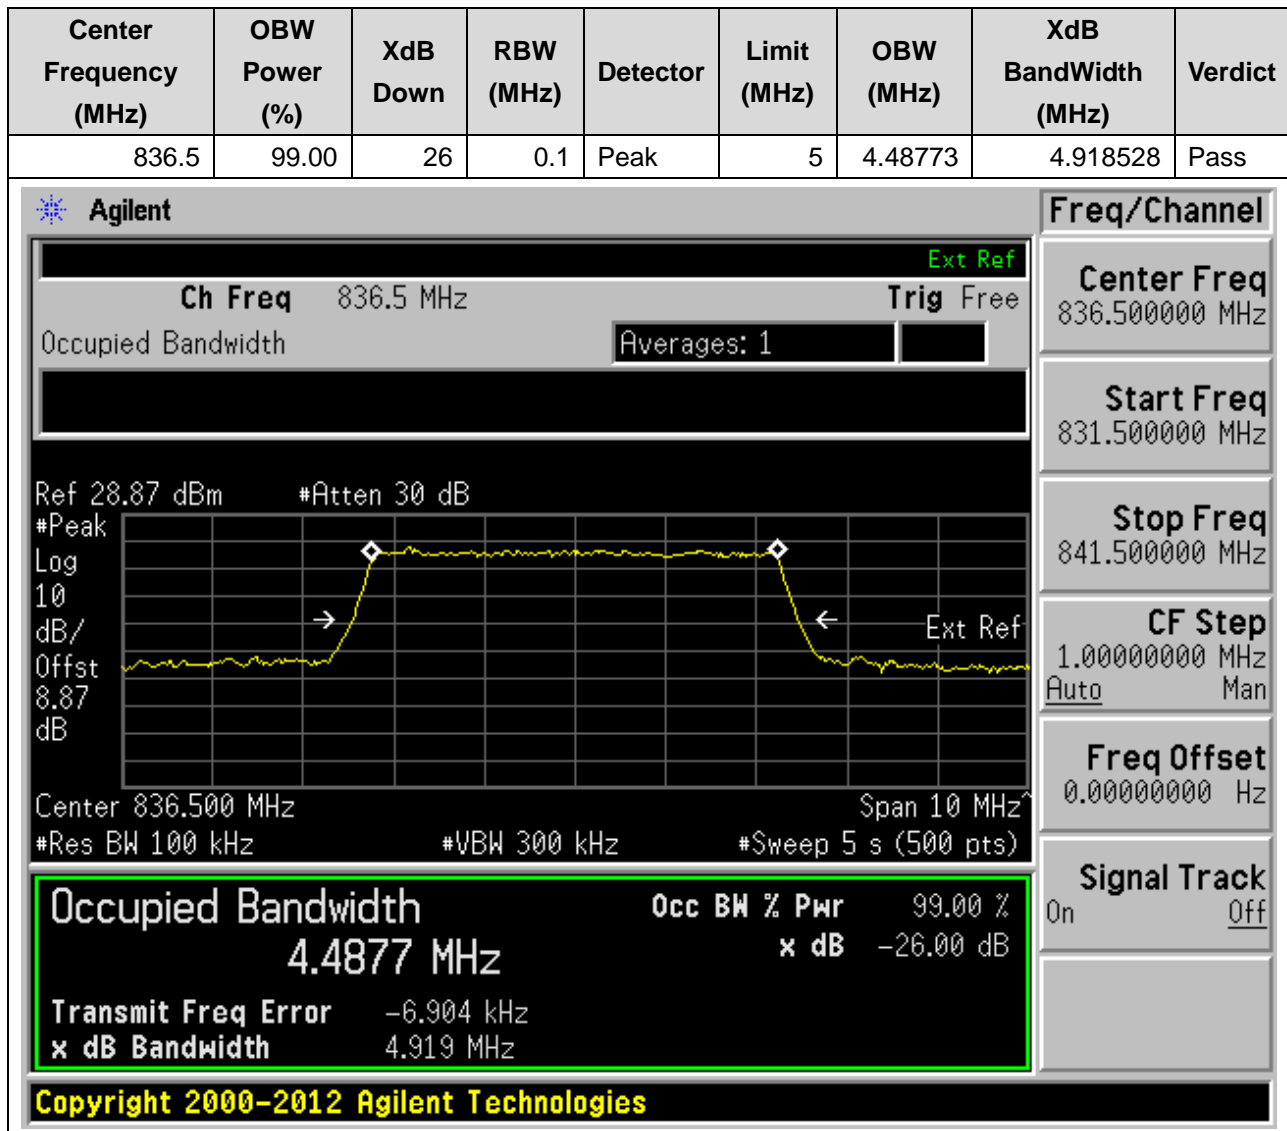 Center Frequency (MHz) OBW Power (%) XdB Down RBW (MHz) Detector Limit (MHz) OBW (MHz) XdB BandWidth (MHz) Verdict
836.5 99.00 26 0.1 Peak 5 4.48773 4.918528 Pass
Agilent
Freq/Channel
Ext Ref
Ch Freq 836.5 MHz Trig Free
Occupied Bandwidth Averages: 1
Center Freq
836.500000 MHz
Start Freq
831.500000 MHz
Stop Freq
841.500000 MHz
CF Step
1.00000000 MHz
Auto Man
Freq Offset
0.00000000 Hz
Signal Track
On Off
Ref 28.87 dBm #Atten 30 dB
#Peak
Log
10
dB/
Offst
8.87
dB
Ext Ref
Center 836.500 MHz Span 10 MHz^
#Res BW 100 kHz #VBW 300 kHz #Sweep 5 s (500 pts)
Occupied Bandwidth
4.4877 MHz
Occ BW % Pwr 99.00 %
x dB -26.00 dB
Transmit Freq Error -6.904 kHz
x dB Bandwidth 4.919 MHz
Copyright 2000-2012 Agilent Technologies